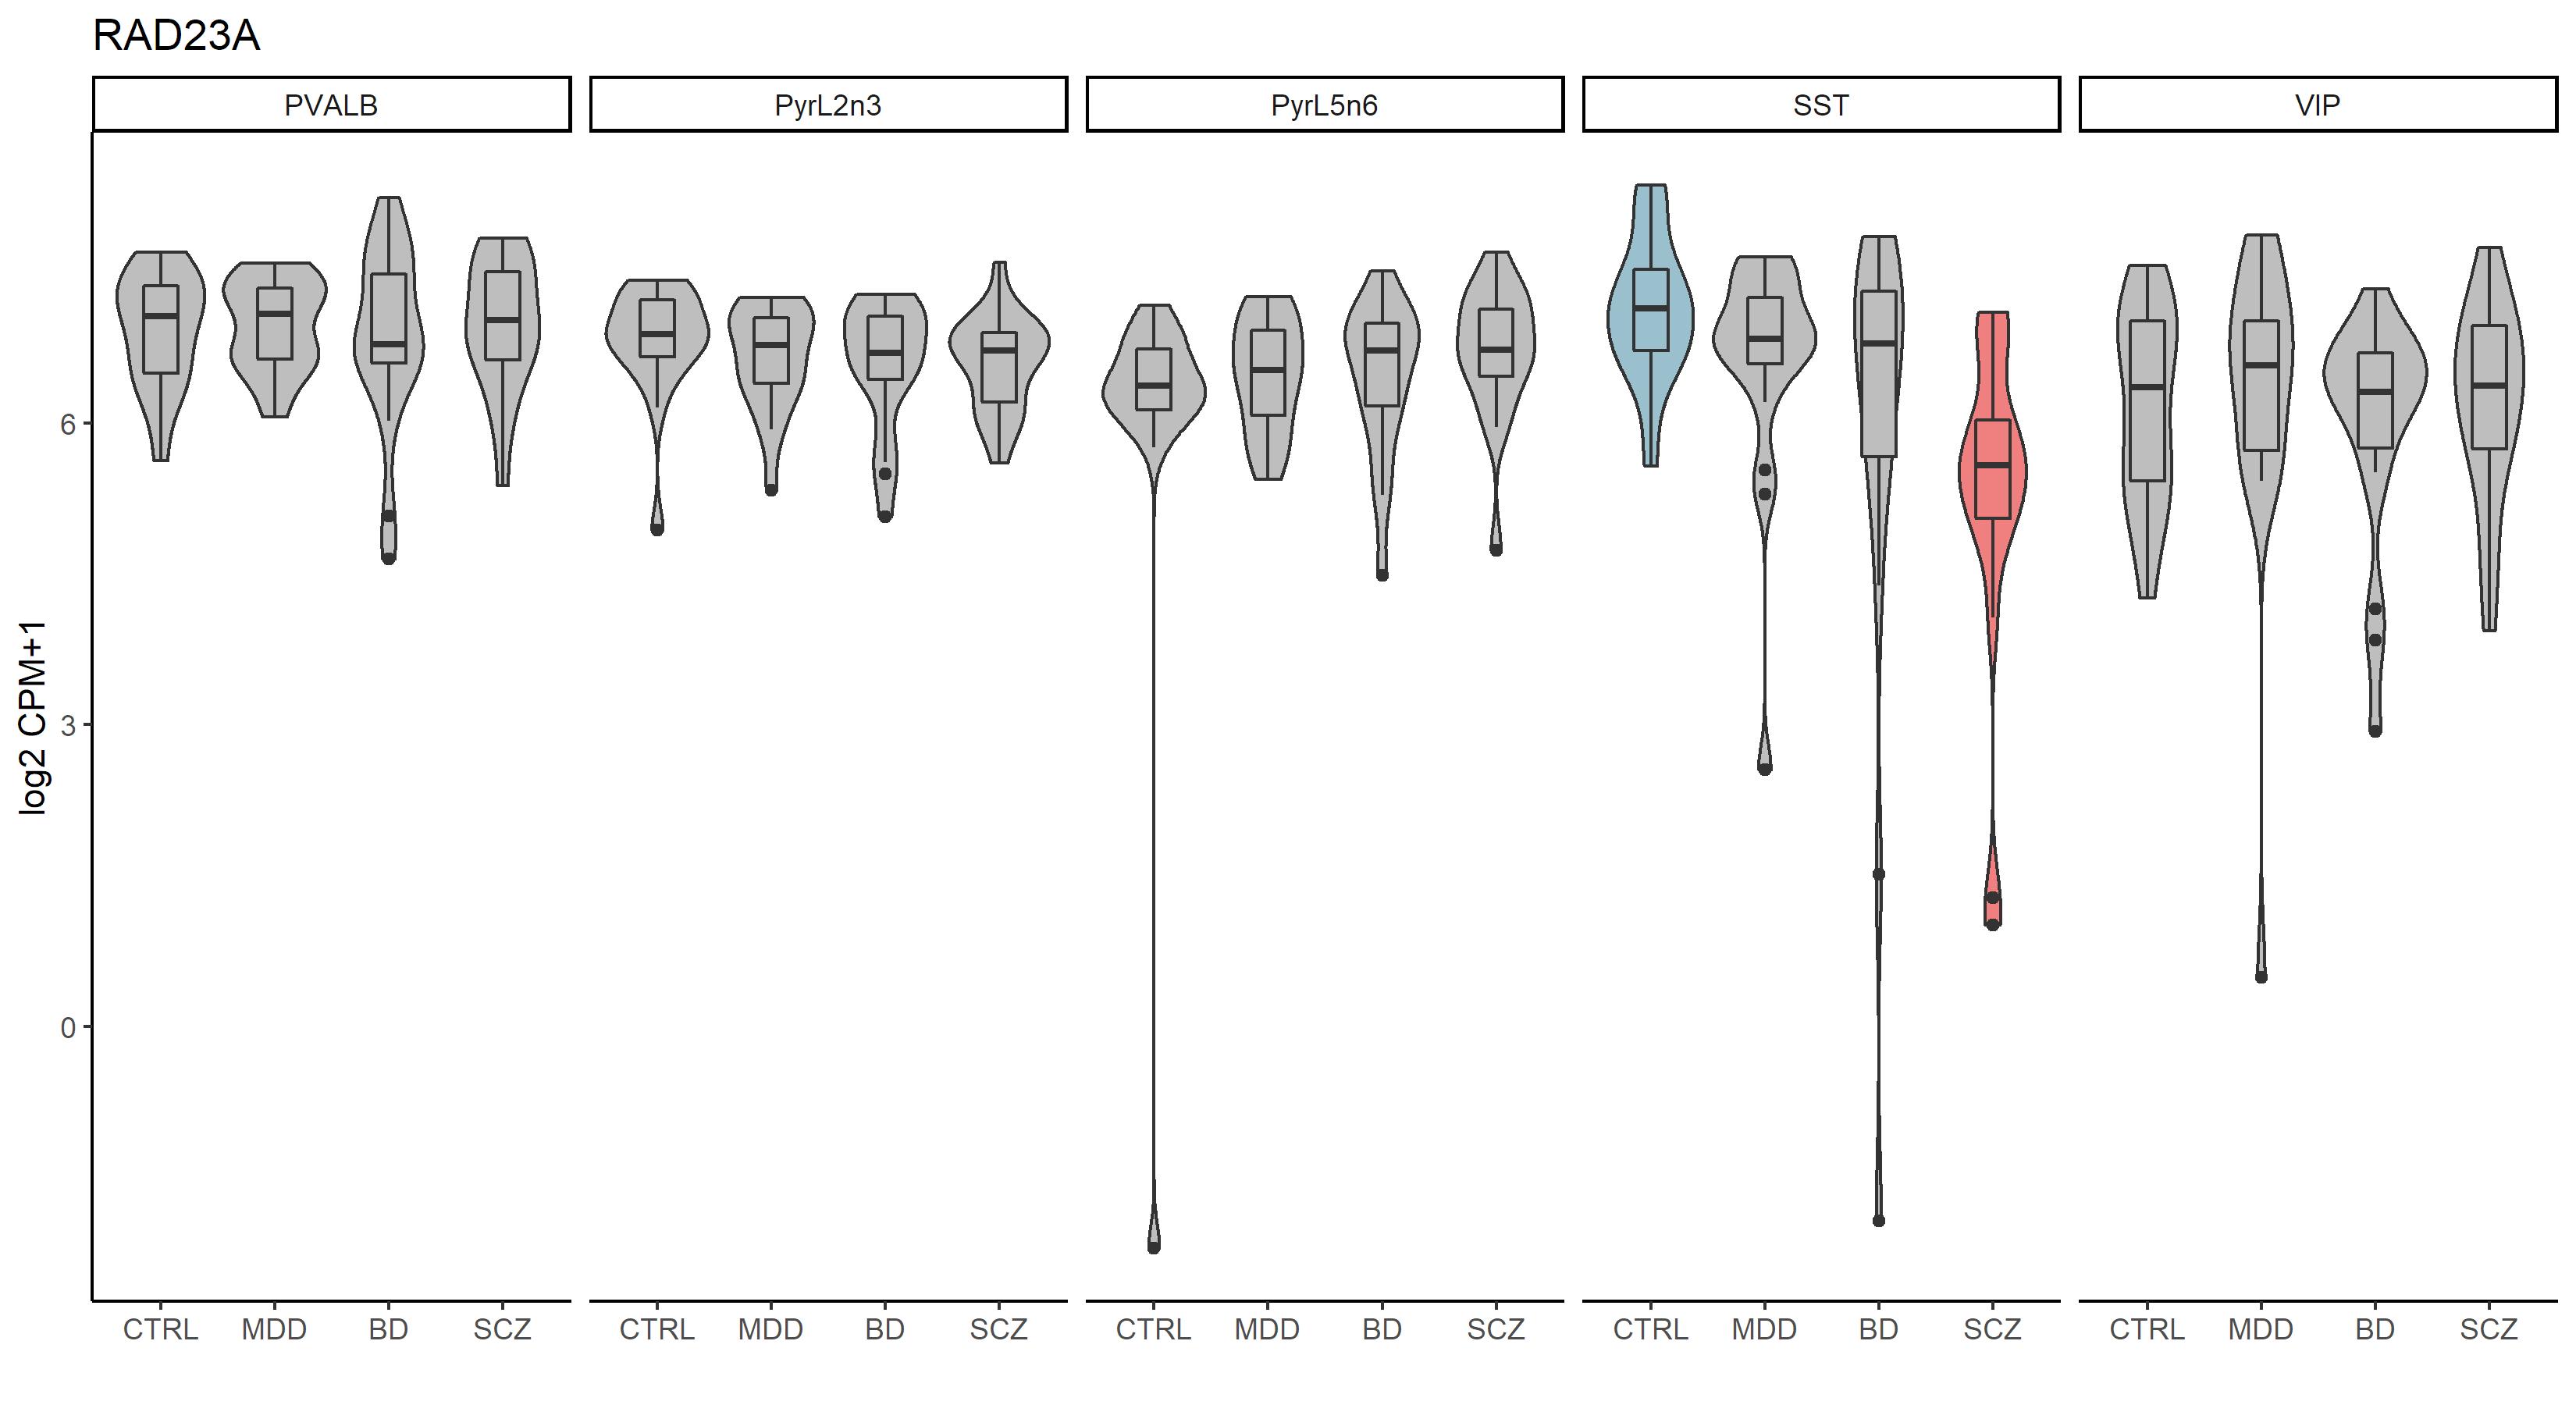 RAD23A
PVALB PyrL2n3 PyrL5n6 SST VIP
log2 CPM+1
6
3
0
CTRL MDD BD SCZ CTRL MDD BD SCZ CTRL MDD BD SCZ CTRL MDD BD SCZ CTRL MDD BD SCZ